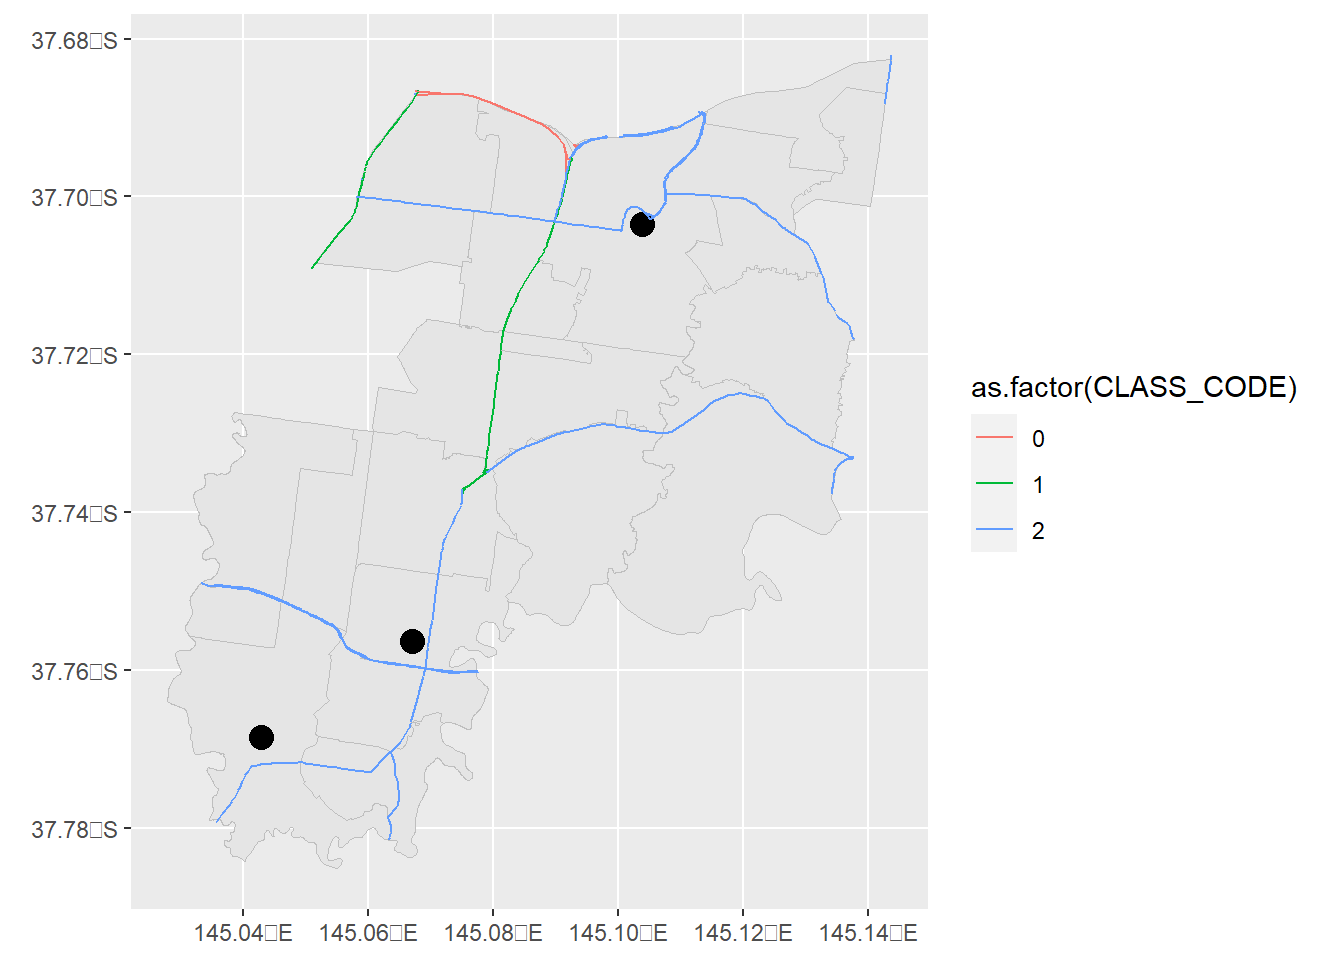 37.68□S
37.70□S
37.72□S
37.74□S
37.76□S
37.78□S
145.04□E
145.06□E
145.08□E
145.10□E
145.12□E
145.14□E
as.factor(CLASS_CODE)
0
1
2